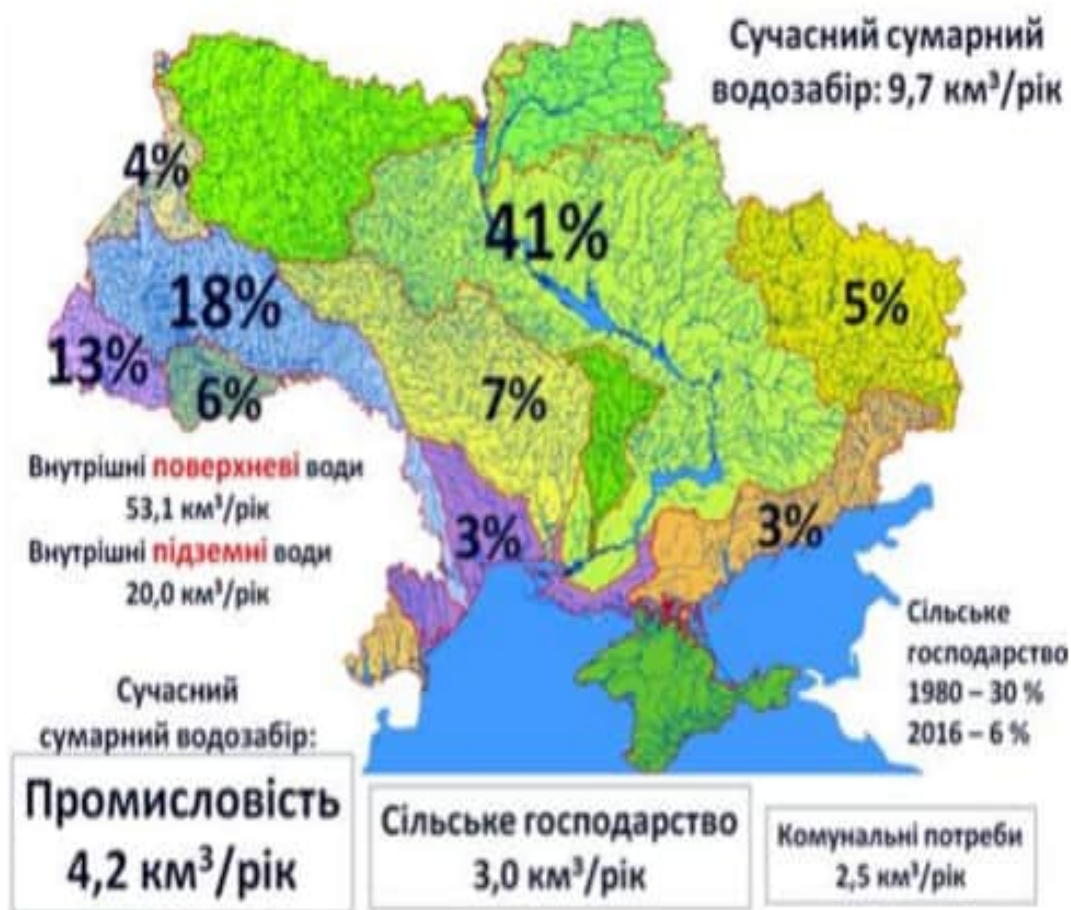 Сучасний сумарний
водозабір: 9,7 км³/рік
4%
41%
18%
5%
13%
6%
7%
Внутрішні поверхневі води
53,1 км³/рік
Внутрішні підземні води
20,0 км³/рік
3%
3%
Сільське
господарство
1980 – 30 %
2016 – 6 %
Сучасний
сумарний водозабір:
Промисловість
4,2 км³/рік
Сільське господарство
3,0 км³/рік
Комунальні потреби
2,5 км³/рік